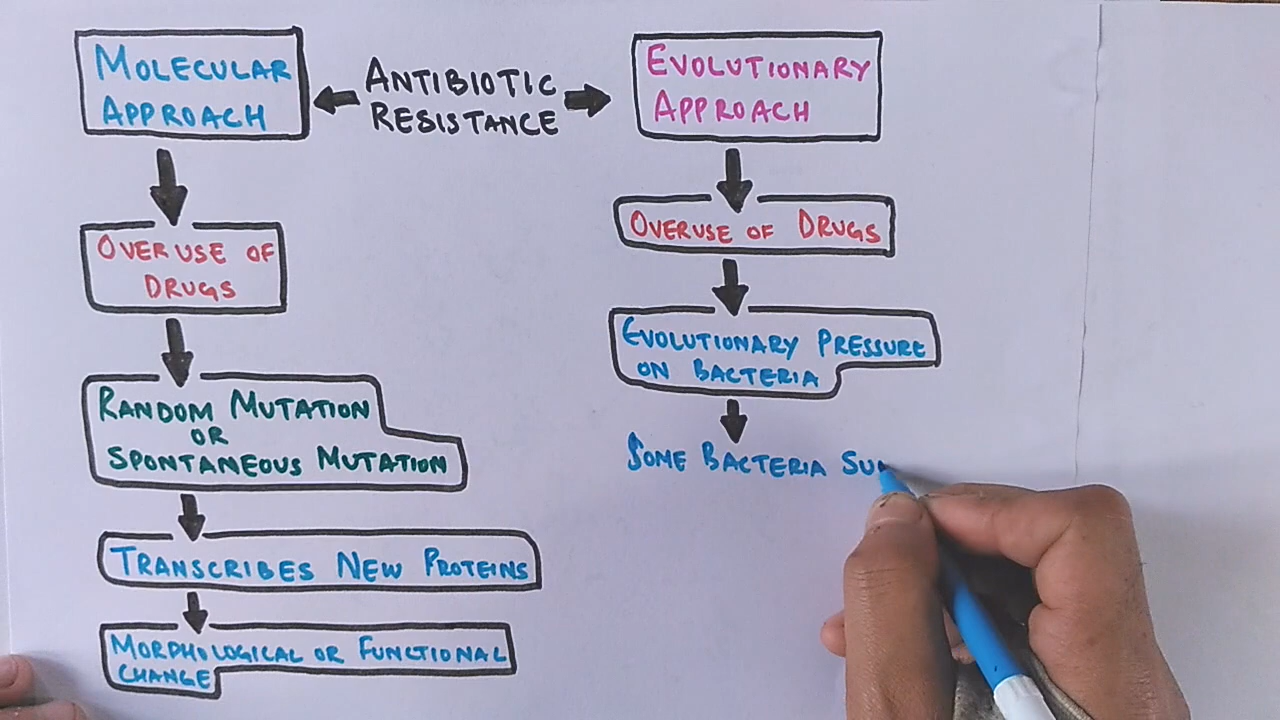 MOLECULAR
APPROACH
ANTIBIOTIC
RESISTANCE
EVOLUTIONARY
APPROACH
OVERUSE OF
DRUGS
RANDOM MUTATION
OR
SPONTANEOUS MUTATION
TRANSCRIBES NEW PROTEINS
MORPHOLOGICAL OR FUNCTIONAL
CHANGE
OVERUSE OF DRUGS
EVOLUTIONARY PRESSURE
ON BACTERIA
SOME BACTERIA